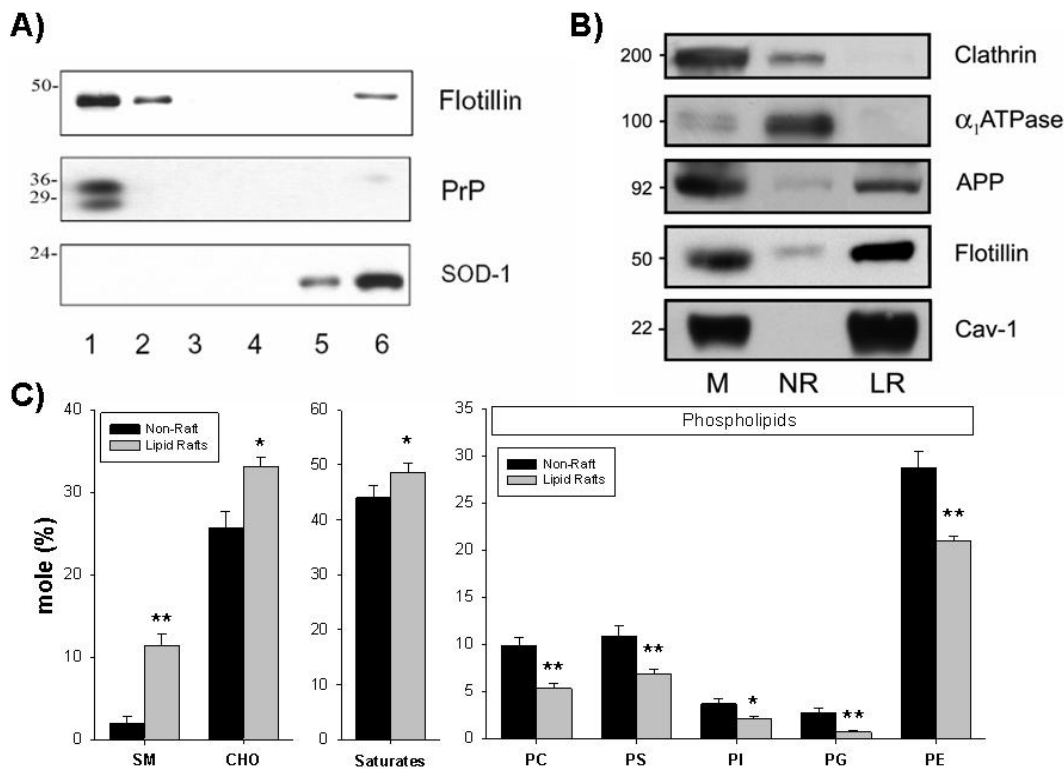 A)
50-
Flotillin
36-
29-
PrP
24-
SOD-1
1 2 3 4 5 6
B)
200 Clathrin
100 α₁ATPase
92 APP
50 Flotillin
22 Cav-1
M NR LR
C)
mole (%)
40
30
20
10
0
Non-Raft
Lipid Rafts
**
*
SM CHO
60
50
40
30
20
10
0
*
Saturates
35
30
25
20
15
10
5
0
Phospholipids
Non-Raft
Lipid Rafts
**
**
*
**
**
PC PS PI PG PE